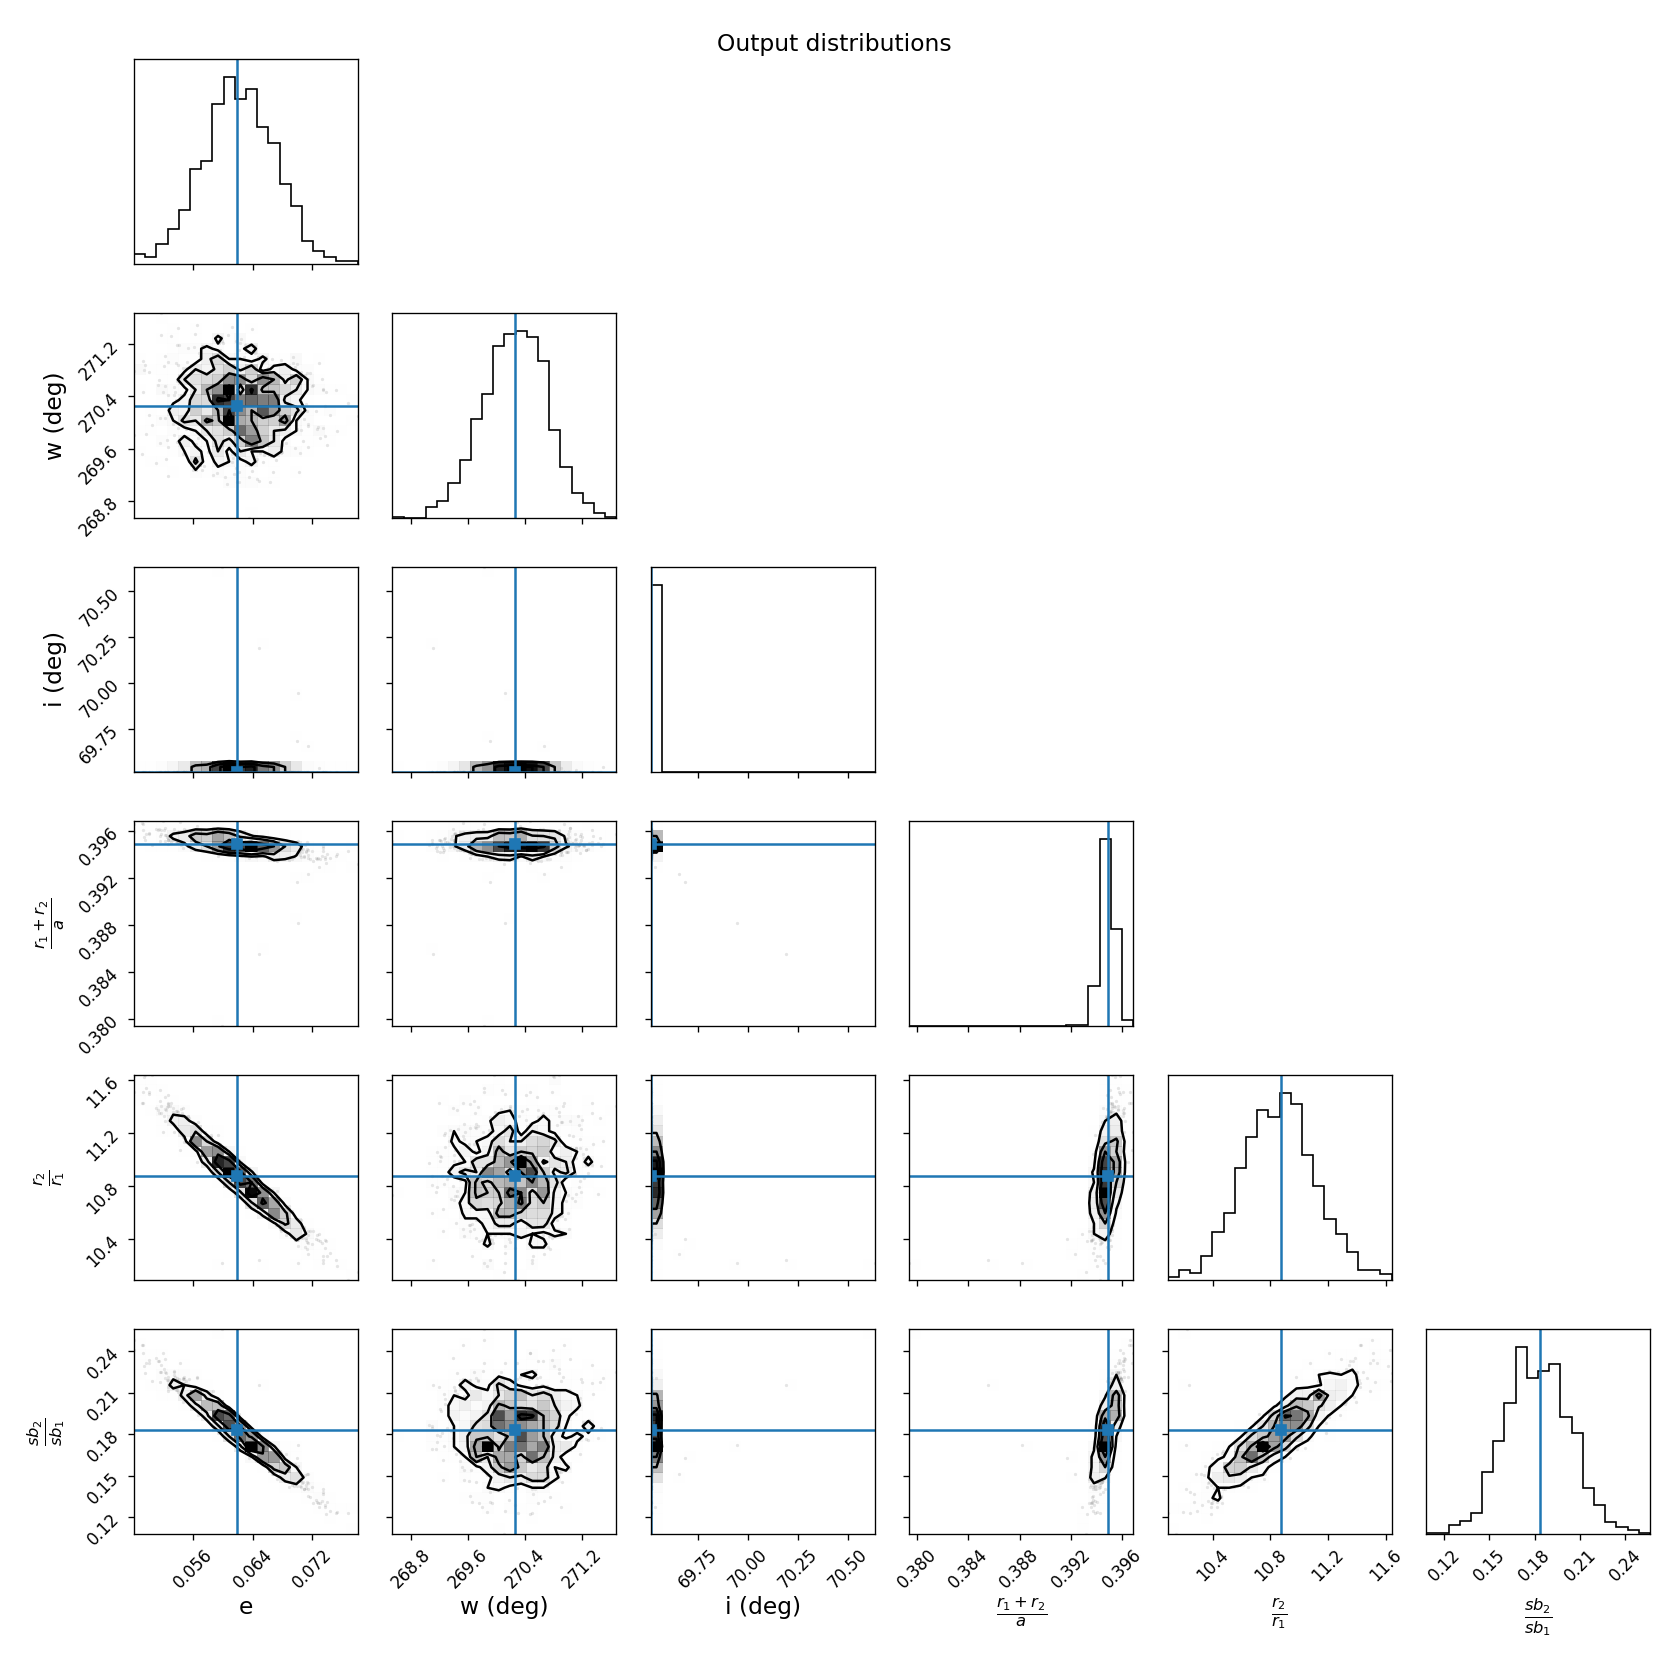 Output distributions
w (deg)
271.2
270.4
269.6
268.8
i (deg)
70.50
70.25
70.00
69.75
r₁ + r₂
a
0.396
0.392
0.388
0.384
0.380
r₂
r₁
11.6
11.2
10.8
10.4
sb₂
sb₁
0.24
0.21
0.18
0.15
0.12
0.056 0.064 0.072 268.8 269.6 270.4 271.2 69.75 70.00 70.25 70.50 0.380 0.384 0.388 0.392 0.396 10.4 10.8 11.2 11.6 0.12 0.15 0.18 0.21 0.24
e w (deg) i (deg) r₁ + r₂ / a r₂ / r₁ sb₂ / sb₁